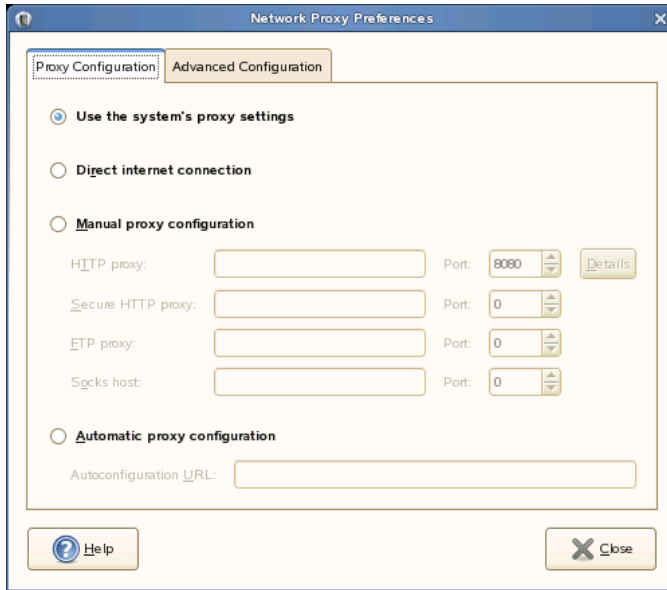 Network Proxy Preferences
Proxy Configuration
Advanced Configuration
Use the system's proxy settings
Direct internet connection
Manual proxy configuration
HTTP proxy: Port: 8080 Details
Secure HTTP proxy: Port: 0
FTP proxy: Port: 0
Socks host: Port: 0
Automatic proxy configuration
Autoconfiguration URL:
Help
Close